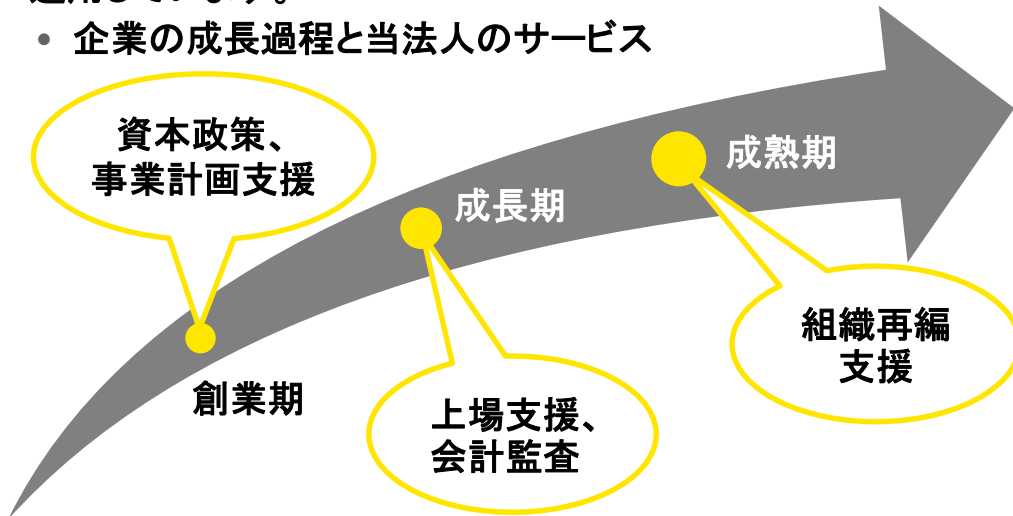 • 企業の成長過程と当法人のサービス
資本政策、
事業計画支援
成熟期
成長期
組織再編
支援
創業期
上場支援、
会計監査